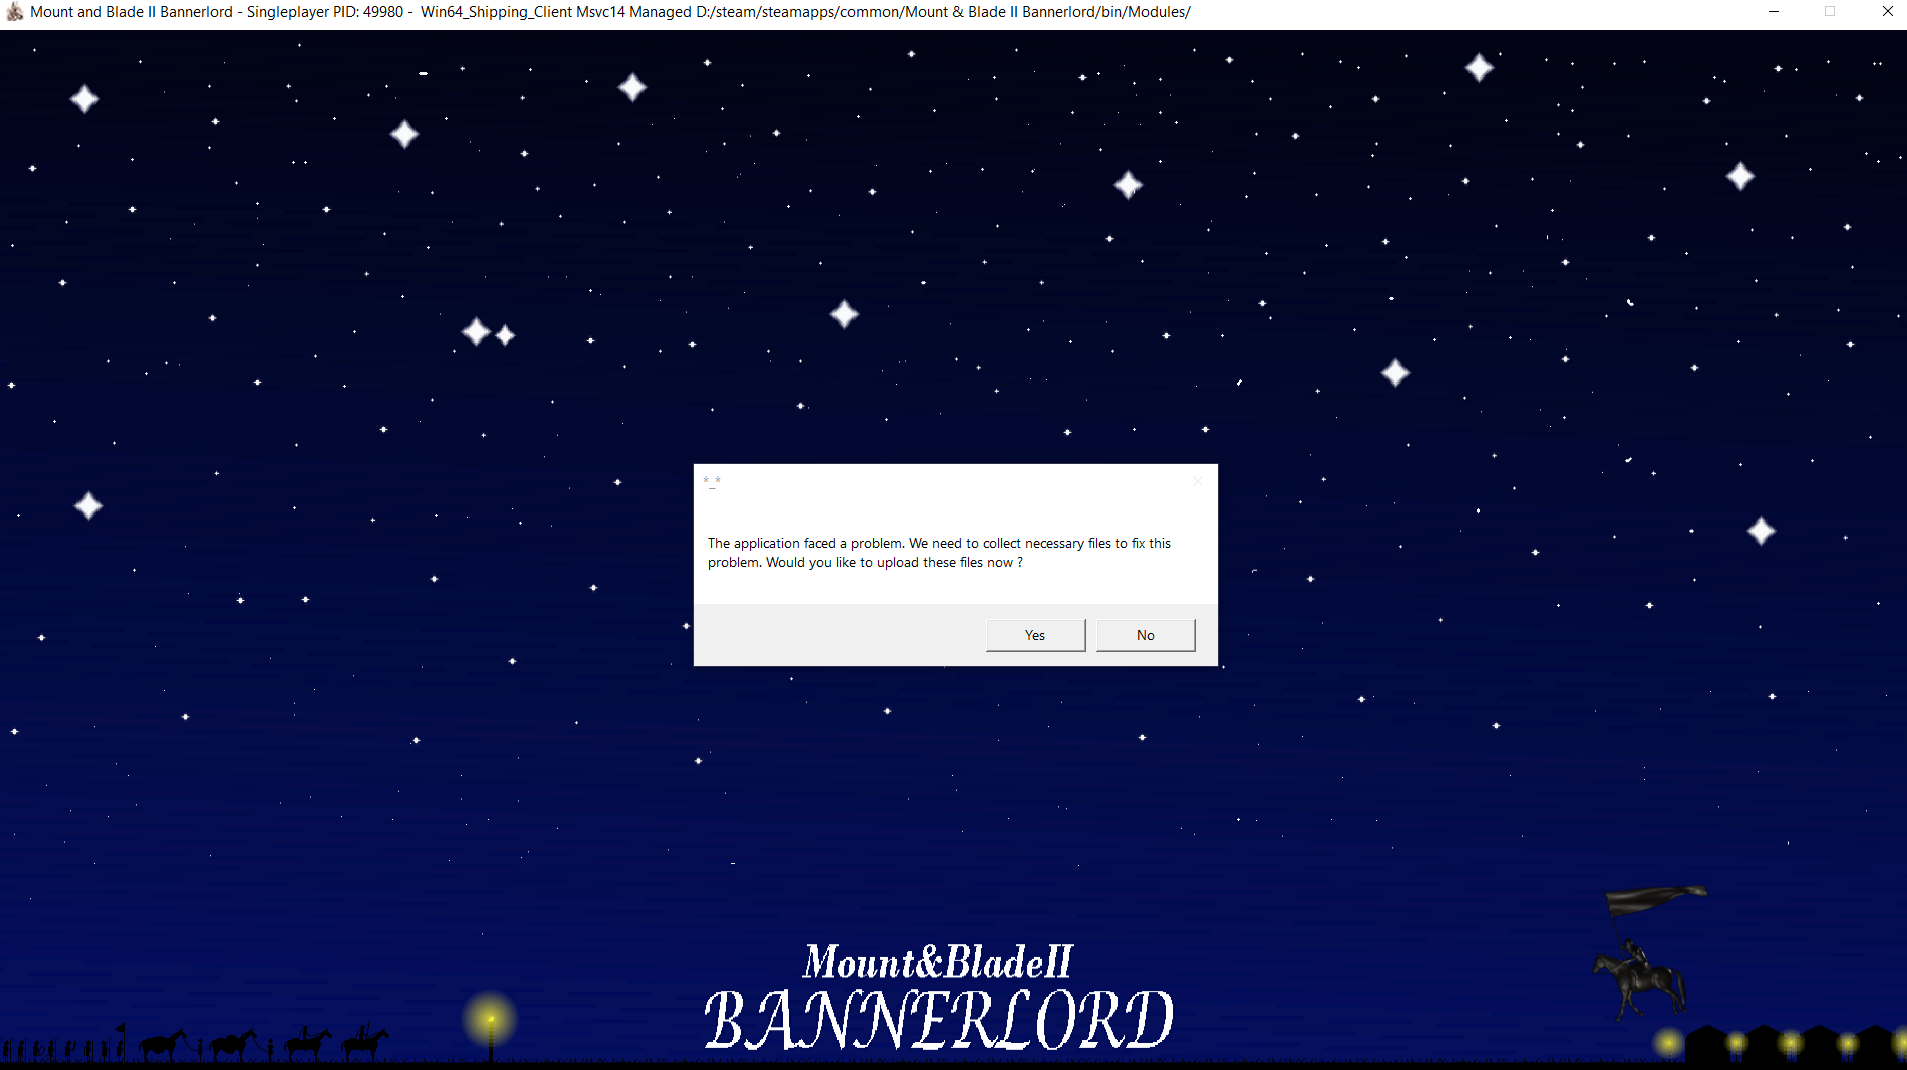 Mount and Blade II Bannerlord - Singleplayer PID: 49980 - Win64_Shipping_Client Msvc14 Managed D:/steam/steamapps/common/Mount & Blade II Bannerlord/bin/Modules/
*_*
The application faced a problem. We need to collect necessary files to fix this
problem. Would you like to upload these files now ?
Yes No
Mount&BladeII
BANNERLORD